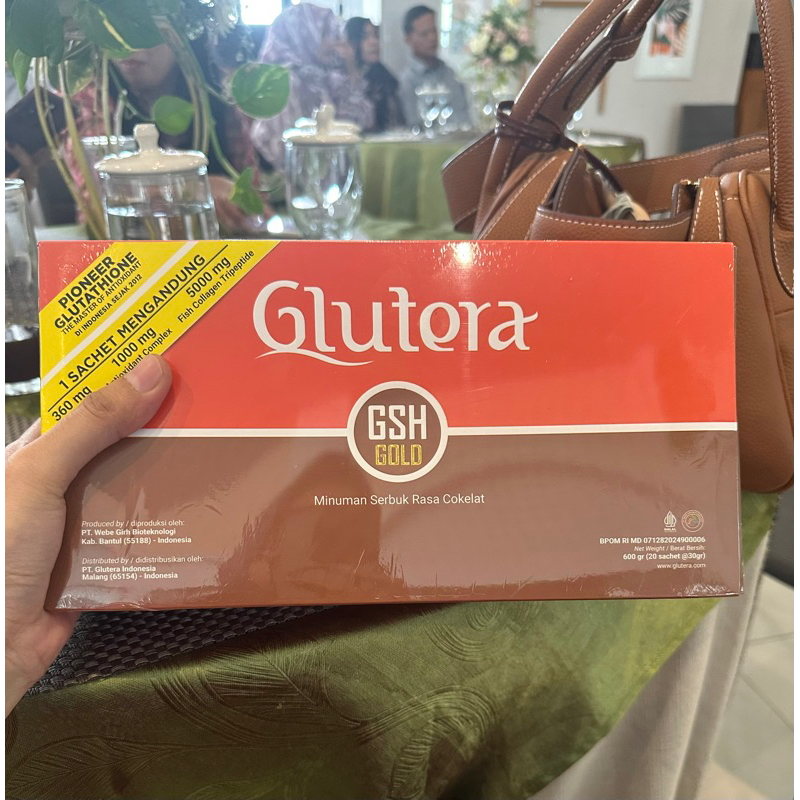 PIONEER
GLUTATHIONE
THE MASTER OF ANTIOXIDANT
DI INDONESIA SEJAK 2012
1 SACHET MENGANDUNG
360 mg
1000 mg
Antioxidant Complex
5000 mg
Fish Collagen Tripeptide
Glutera
GSH
GOLD
Minuman Serbuk Rasa Cokelat
Produced by / diproduksi oleh:
PT. Webe Girh Bioteknologi
Kab. Bantul (55188) - Indonesia
Distributed by / didistribusikan oleh:
PT. Glutera Indonesia
Malang (65154) - Indonesia
BPOM RI MD 071282024900006
Net Weight / Berat Bersih:
600 gr (20 sachet @30gr)
www.glutera.com